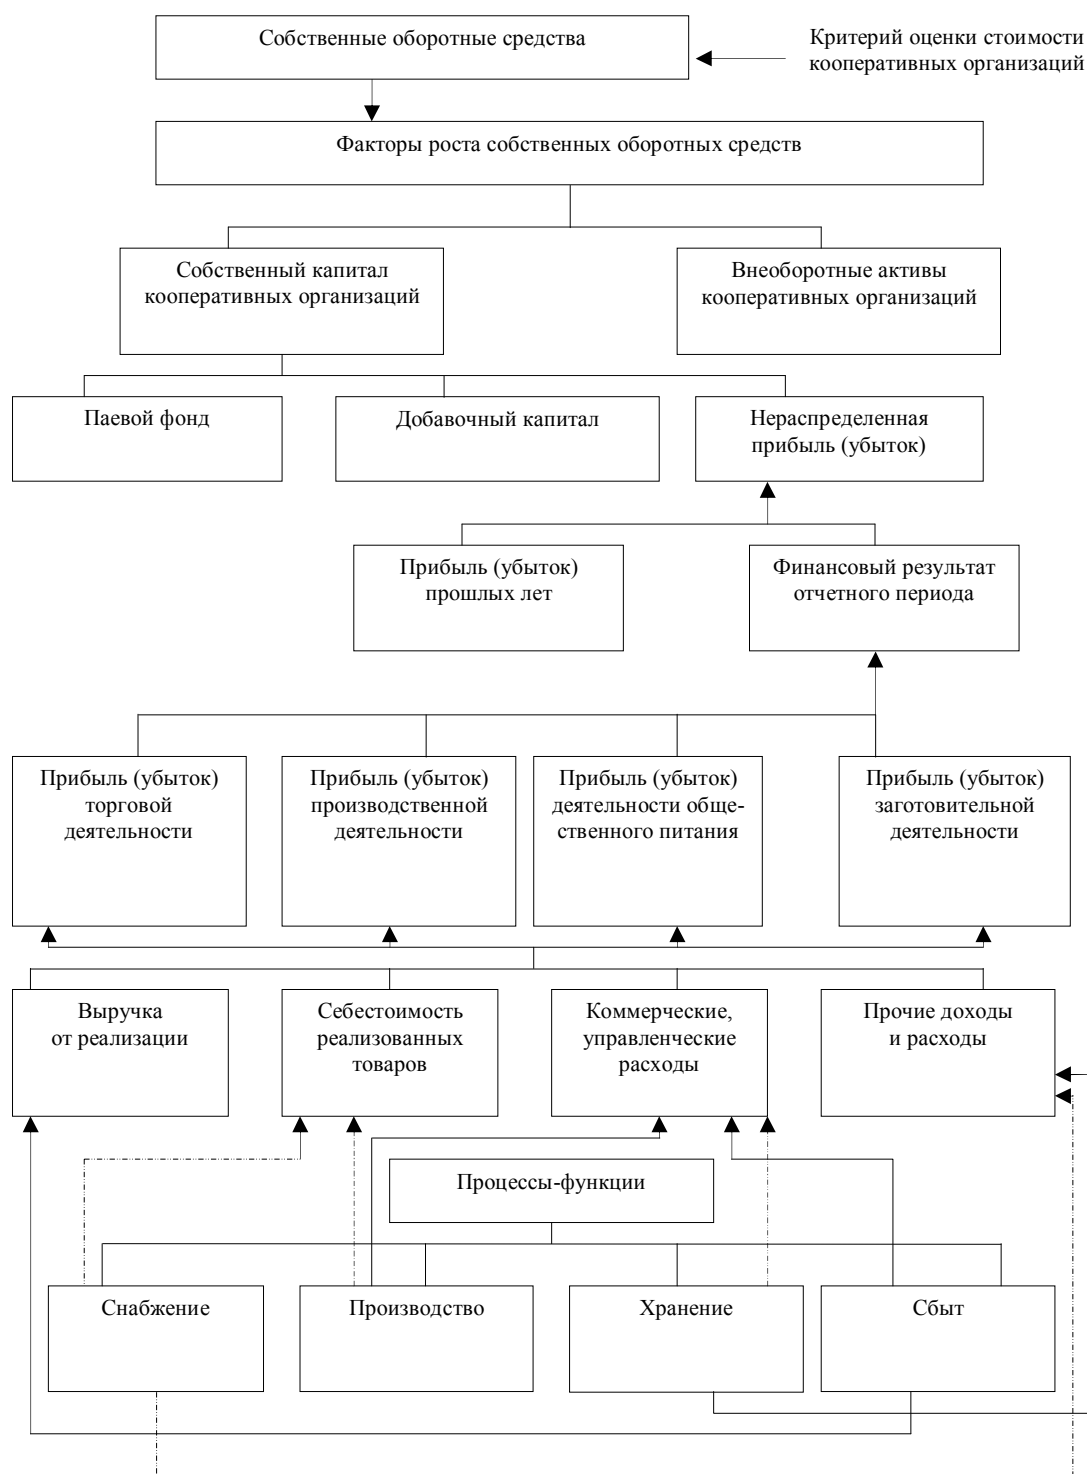 Собственные оборотные средства
Критерий оценки стоимости
кооперативных организаций
Факторы роста собственных оборотных средств
Собственный капитал
кооперативных организаций
Внеоборотные активы
кооперативных организаций
Паевой фонд
Добавочный капитал
Нераспределенная
прибыль (убыток)
Прибыль (убыток)
прошлых лет
Финансовый результат
отчетного периода
Прибыль (убыток)
торговой
деятельности
Прибыль (убыток)
производственной
деятельности
Прибыль (убыток)
деятельности обще-
ственного питания
Прибыль (убыток)
заготовительной
деятельности
Выручка
от реализации
Себестоимость
реализованных
товаров
Коммерческие,
управленческие
расходы
Прочие доходы
и расходы
Процессы-функции
Снабжение
Производство
Хранение
Сбыт